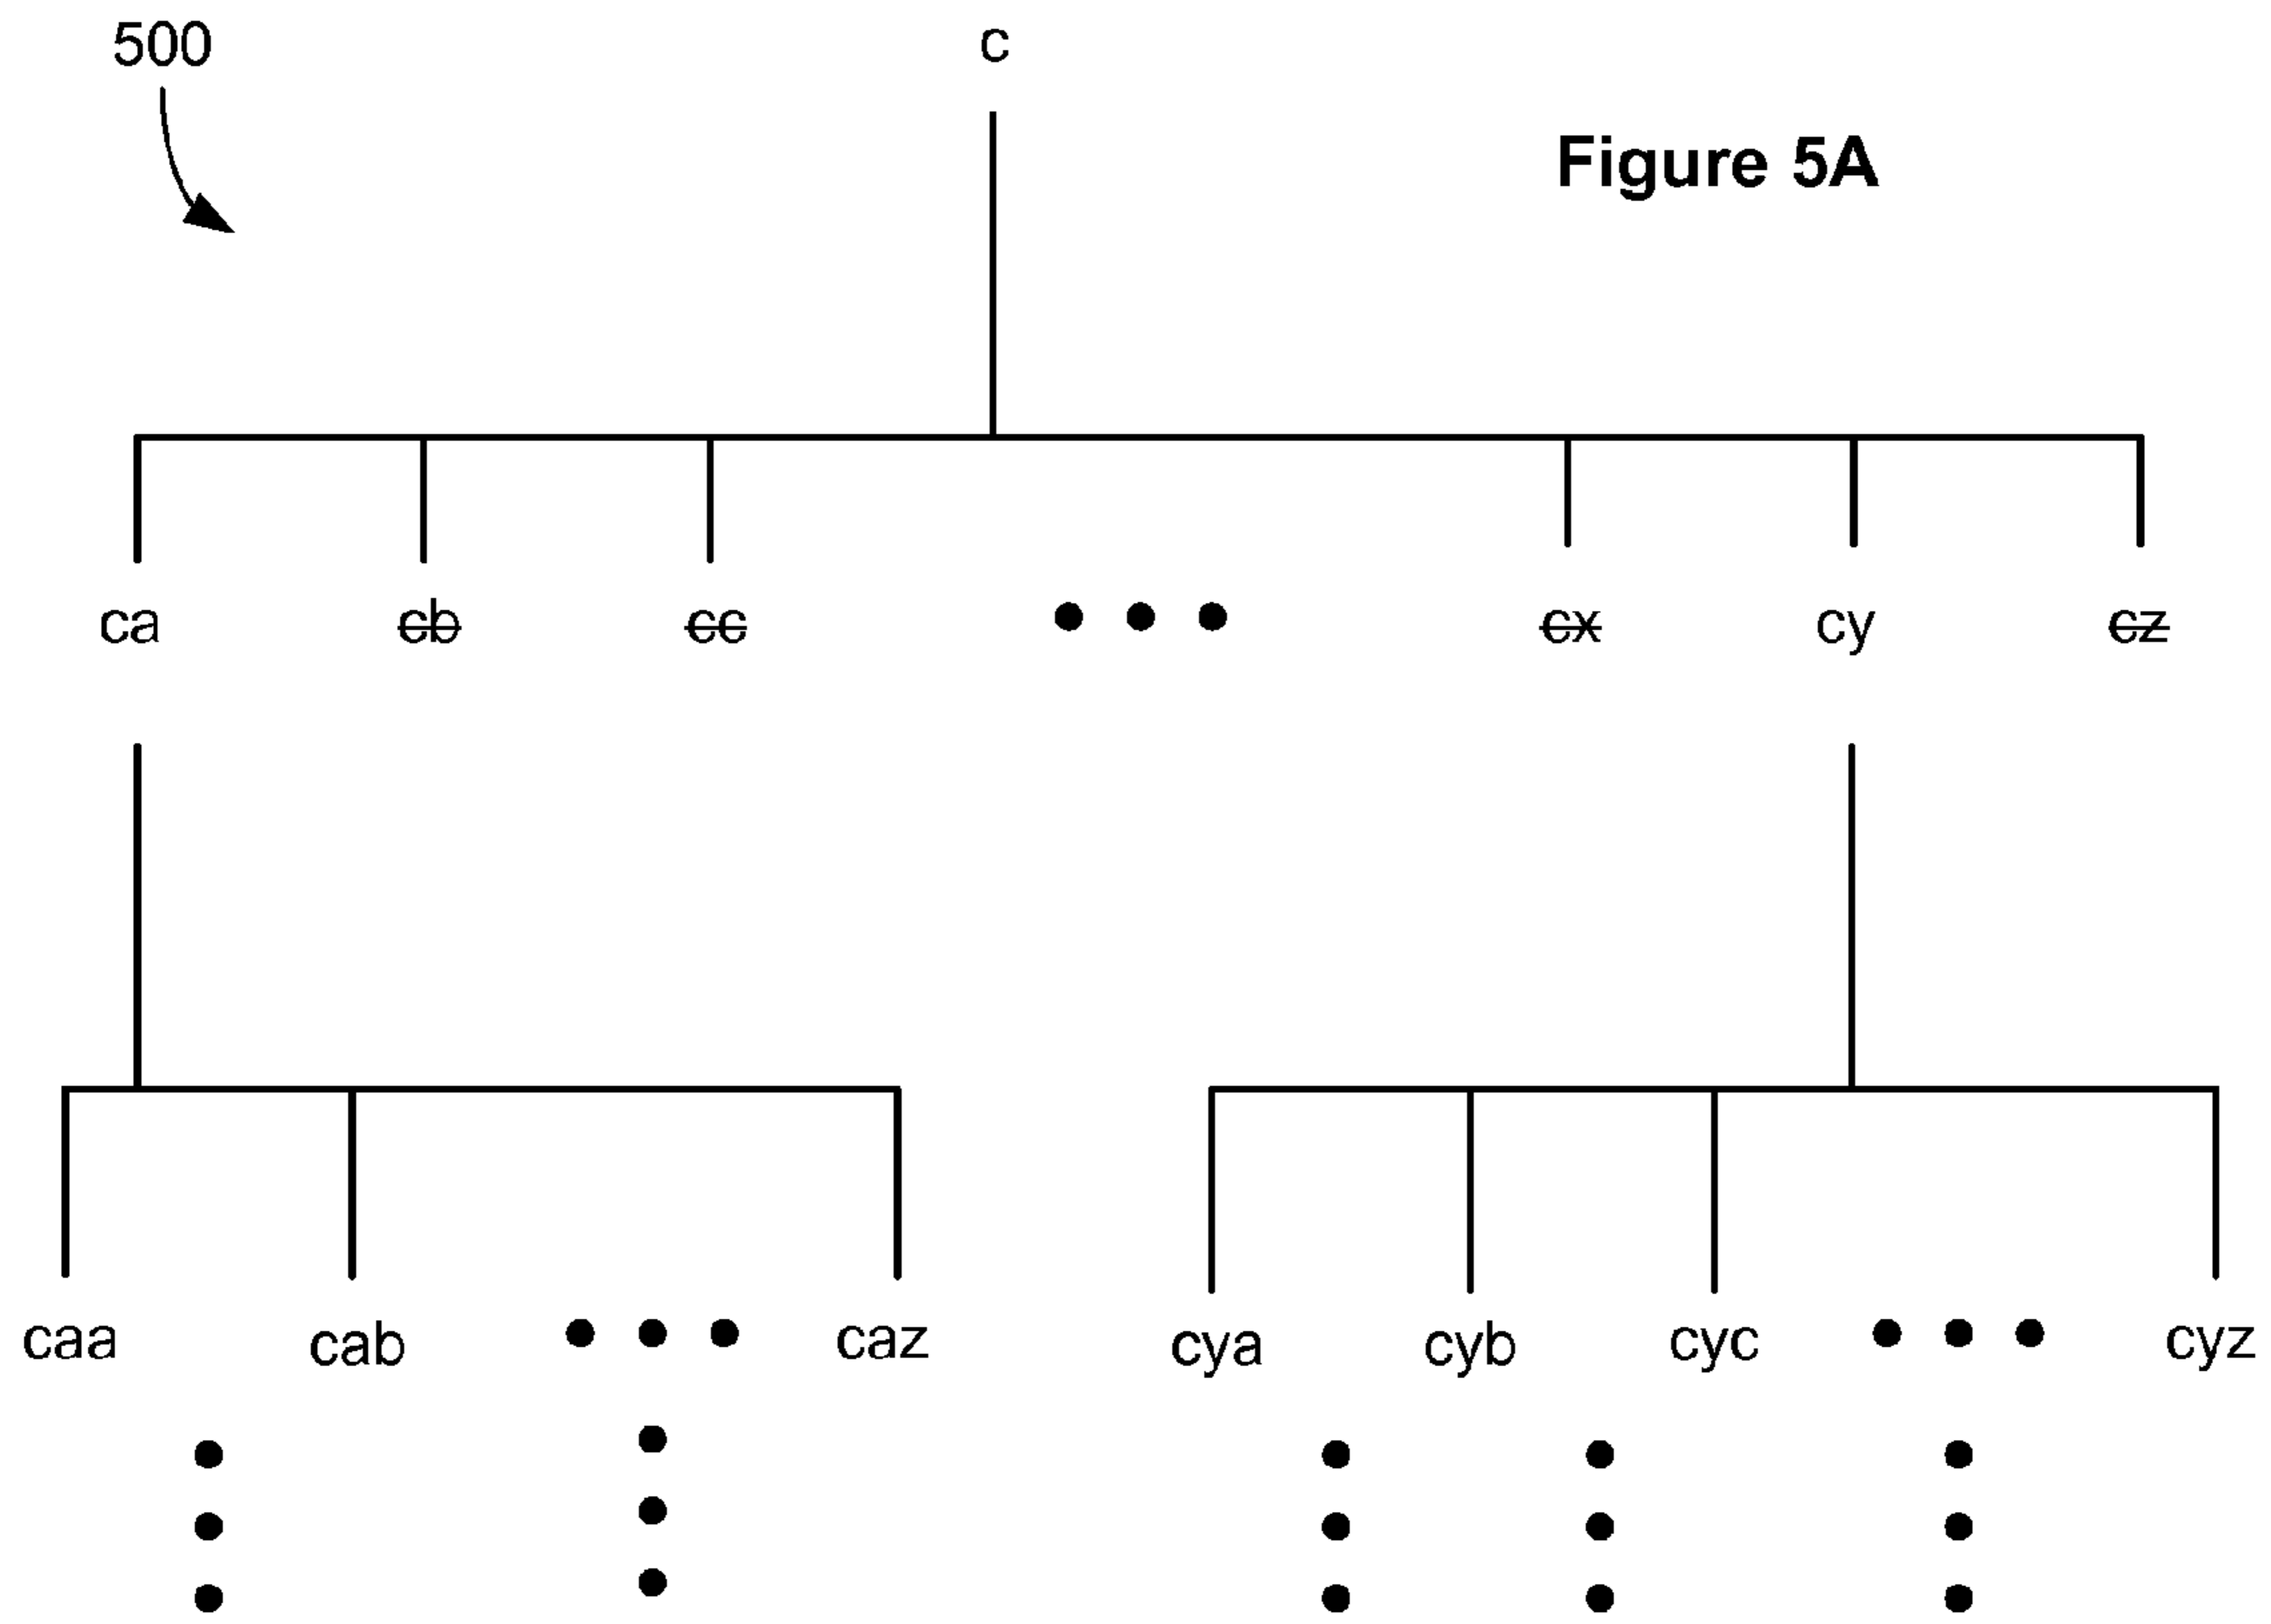 500
c
Figure 5A
ca cb cc • • • cx cy cz
caa cab • • • caz cya cyb cyc • • • cyz